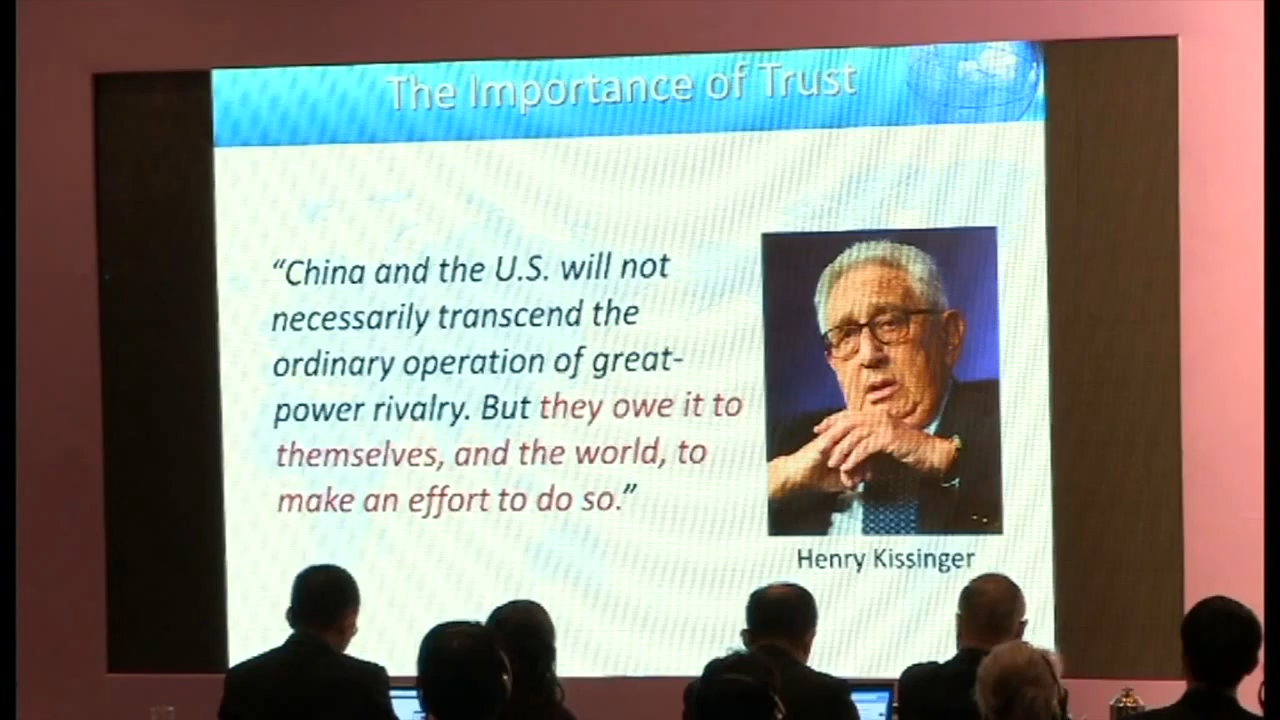 The Importance of Trust
“China and the U.S. will not
necessarily transcend the
ordinary operation of great-
power rivalry. But they owe it to
themselves, and the world, to
make an effort to do so.”
Henry Kissinger